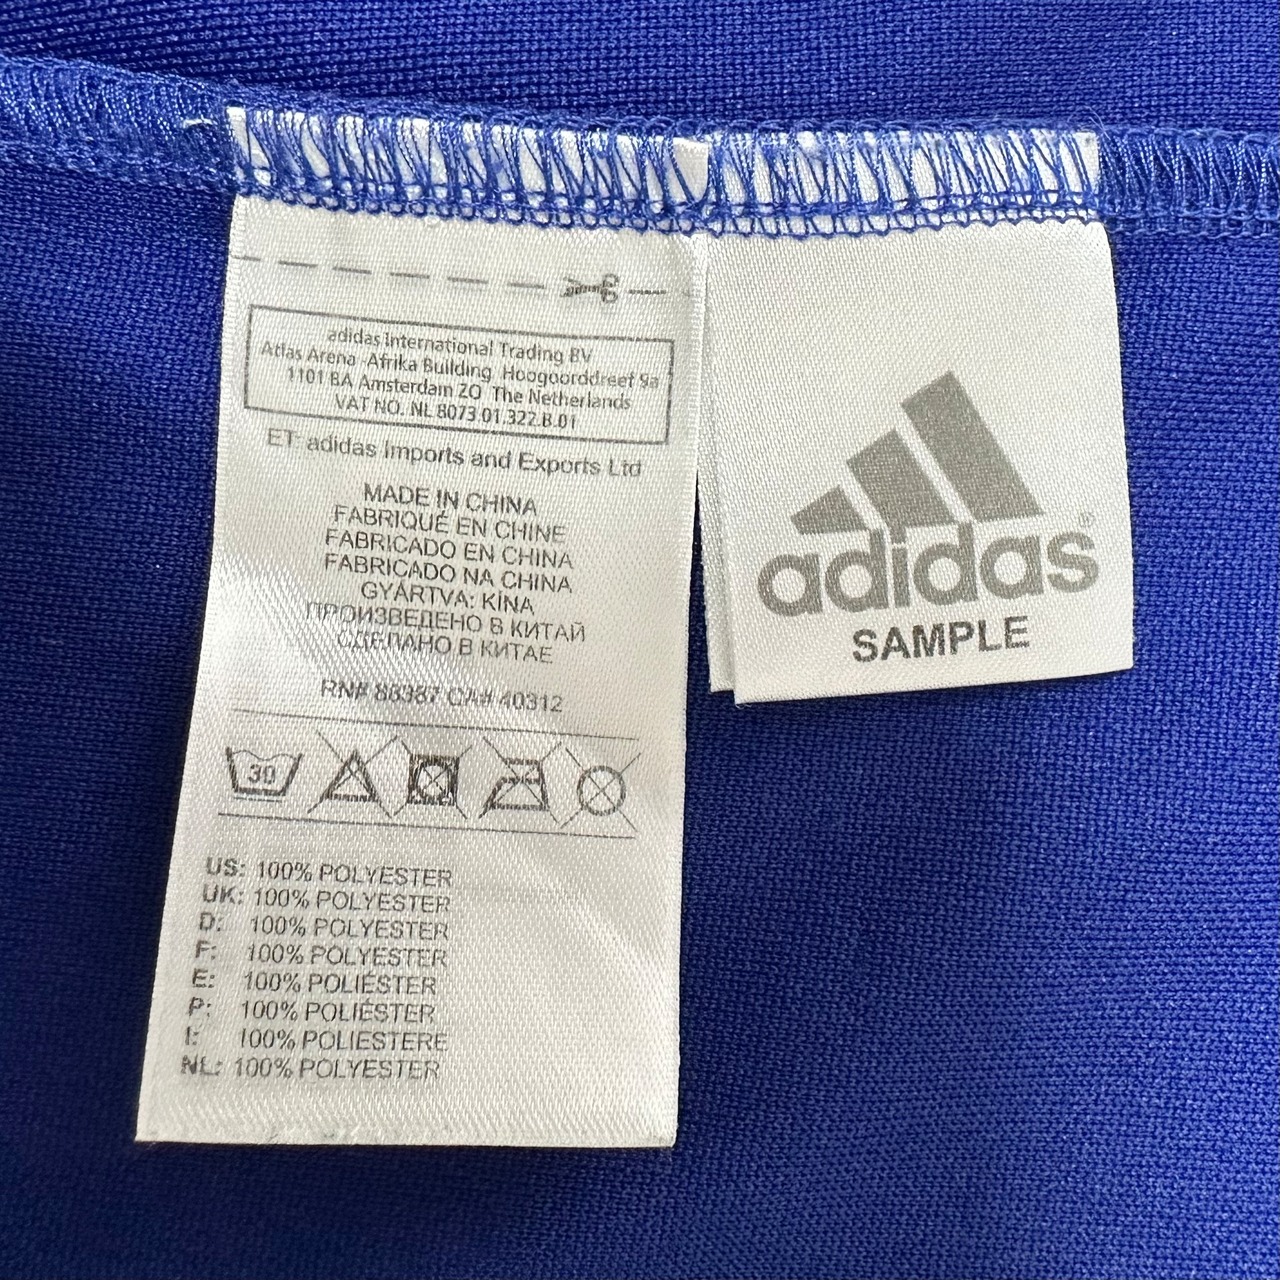 adidas International Trading BV
Atlas Arena Afrika Building Hoogoorddreef 9a
1101 BA Amsterdam ZO The Netherlands
VAT NO. NL 8073.01.322.B.01
ET: adidas Imports and Exports Ltd
MADE IN CHINA
FABRIQUÉ EN CHINE
FABRICADO EN CHINA
FABRICADO NA CHINA
GYÁRTVA: KÍNA
ПРОИЗВЕДЕНО В КИТАЙ
СДЕЛАНО В КИТАЕ
RN# 88387 CA# 40312
30
US: 100% POLYESTER
UK: 100% POLYESTER
D: 100% POLYESTER
F: 100% POLYESTER
E: 100% POLIÉSTER
P: 100% POLIÉSTER
I: 100% POLIESTERE
NL: 100% POLYESTER
adidas®
SAMPLE